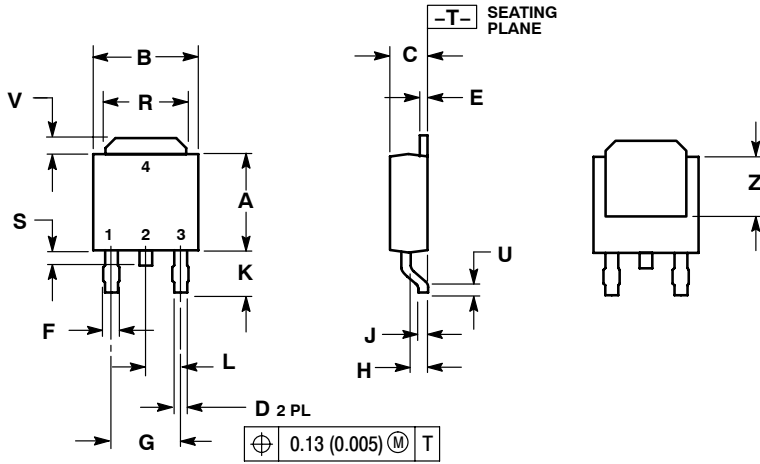 –T– SEATING
PLANE
C
B
V
R
E
4
A
Z
S
1 2 3
K
U
F
J
L
H
D 2 PL
G
⌖ 0.13 (0.005) Ⓜ T